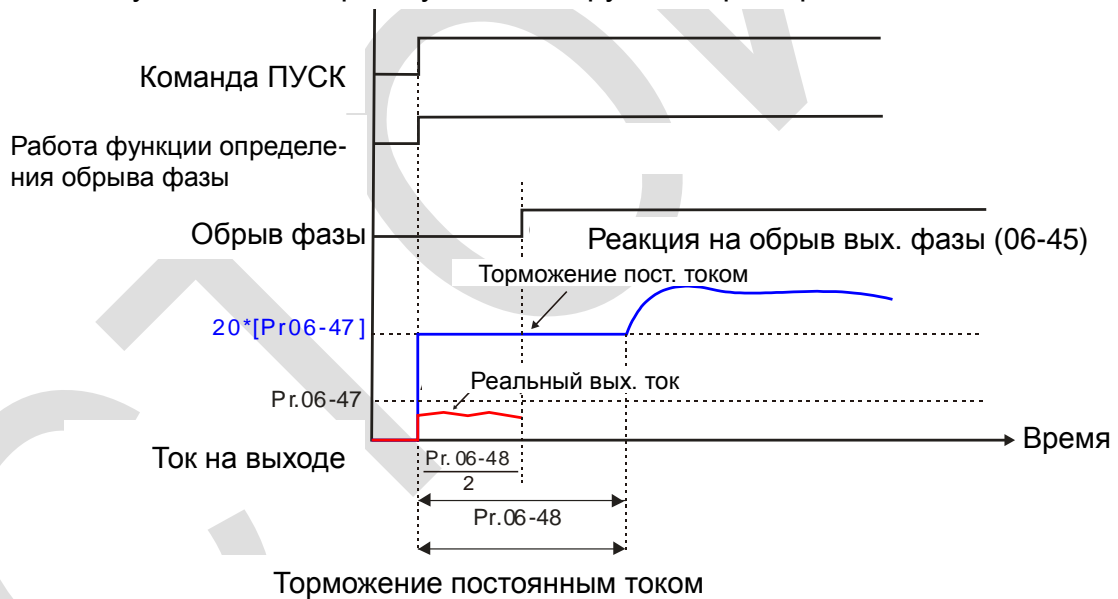 Команда ПУСК
Работа функции определе-
ния обрыва фазы
Обрыв фазы
Реакция на обрыв вых. фазы (06-45)
Торможение пост. током
20*[Pr06-47]
Реальный вых. ток
Pr.06-47
Время
Ток на выходе
Pr. 06-48
2
Pr.06-48
Торможение постоянным током